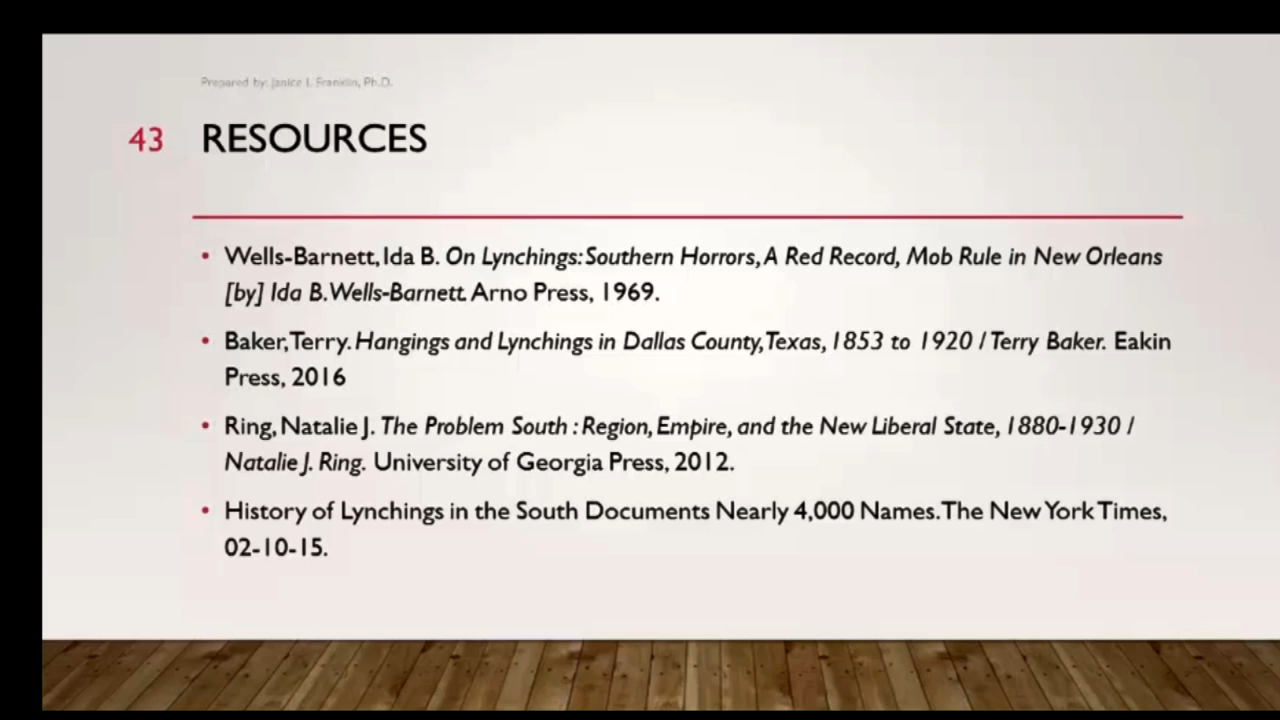 Prepared by: Janice L. Franklin, Ph.D.
43 RESOURCES
• Wells-Barnett, Ida B. On Lynchings: Southern Horrors, A Red Record, Mob Rule in New Orleans
[by] Ida B. Wells-Barnett. Arno Press, 1969.
• Baker, Terry. Hangings and Lynchings in Dallas County, Texas, 1853 to 1920 / Terry Baker. Eakin
Press, 2016
• Ring, Natalie J. The Problem South : Region, Empire, and the New Liberal State, 1880-1930 /
Natalie J. Ring. University of Georgia Press, 2012.
• History of Lynchings in the South Documents Nearly 4,000 Names. The New York Times,
02-10-15.